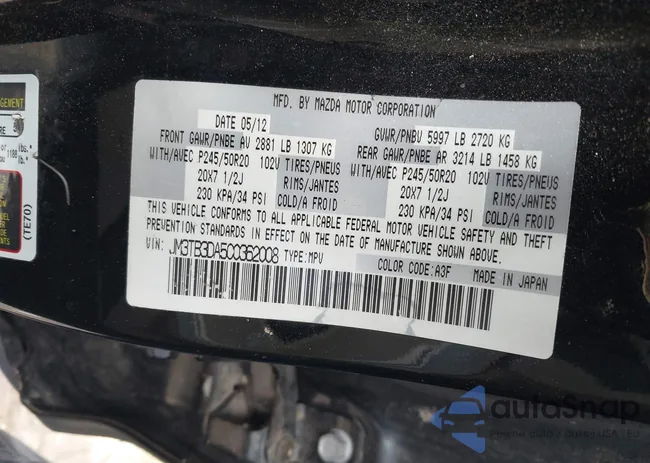 MFD. BY MAZDA MOTOR CORPORATION
DATE 05/12
GVWR/PNBV 5997 LB 2720 KG
FRONT GAWR/PNBE AV 2881 LB 1307 KG
REAR GAWR/PNBE AR 3214 LB 1458 KG
WITH/AVEC P245/50R20 102V TIRES/PNEUS
WITH/AVEC P245/50R20 102V TIRES/PNEUS
20X7 1/2J RIMS/JANTES
20X7 1/2J RIMS/JANTES
230 KPA/34 PSI COLD/A FROID
230 KPA/34 PSI COLD/A FROID
THIS VEHICLE CONFORMS TO ALL APPLICABLE FEDERAL MOTOR VEHICLE SAFETY AND THEFT
PREVENTION STANDARDS IN EFFECT ON THE DATE OF MANUFACTURE SHOWN ABOVE.
VIN: JM3TB3DA5C0362008 TYPE: MPV
COLOR CODE: A3F MADE IN JAPAN
(TE70)
autoSnap